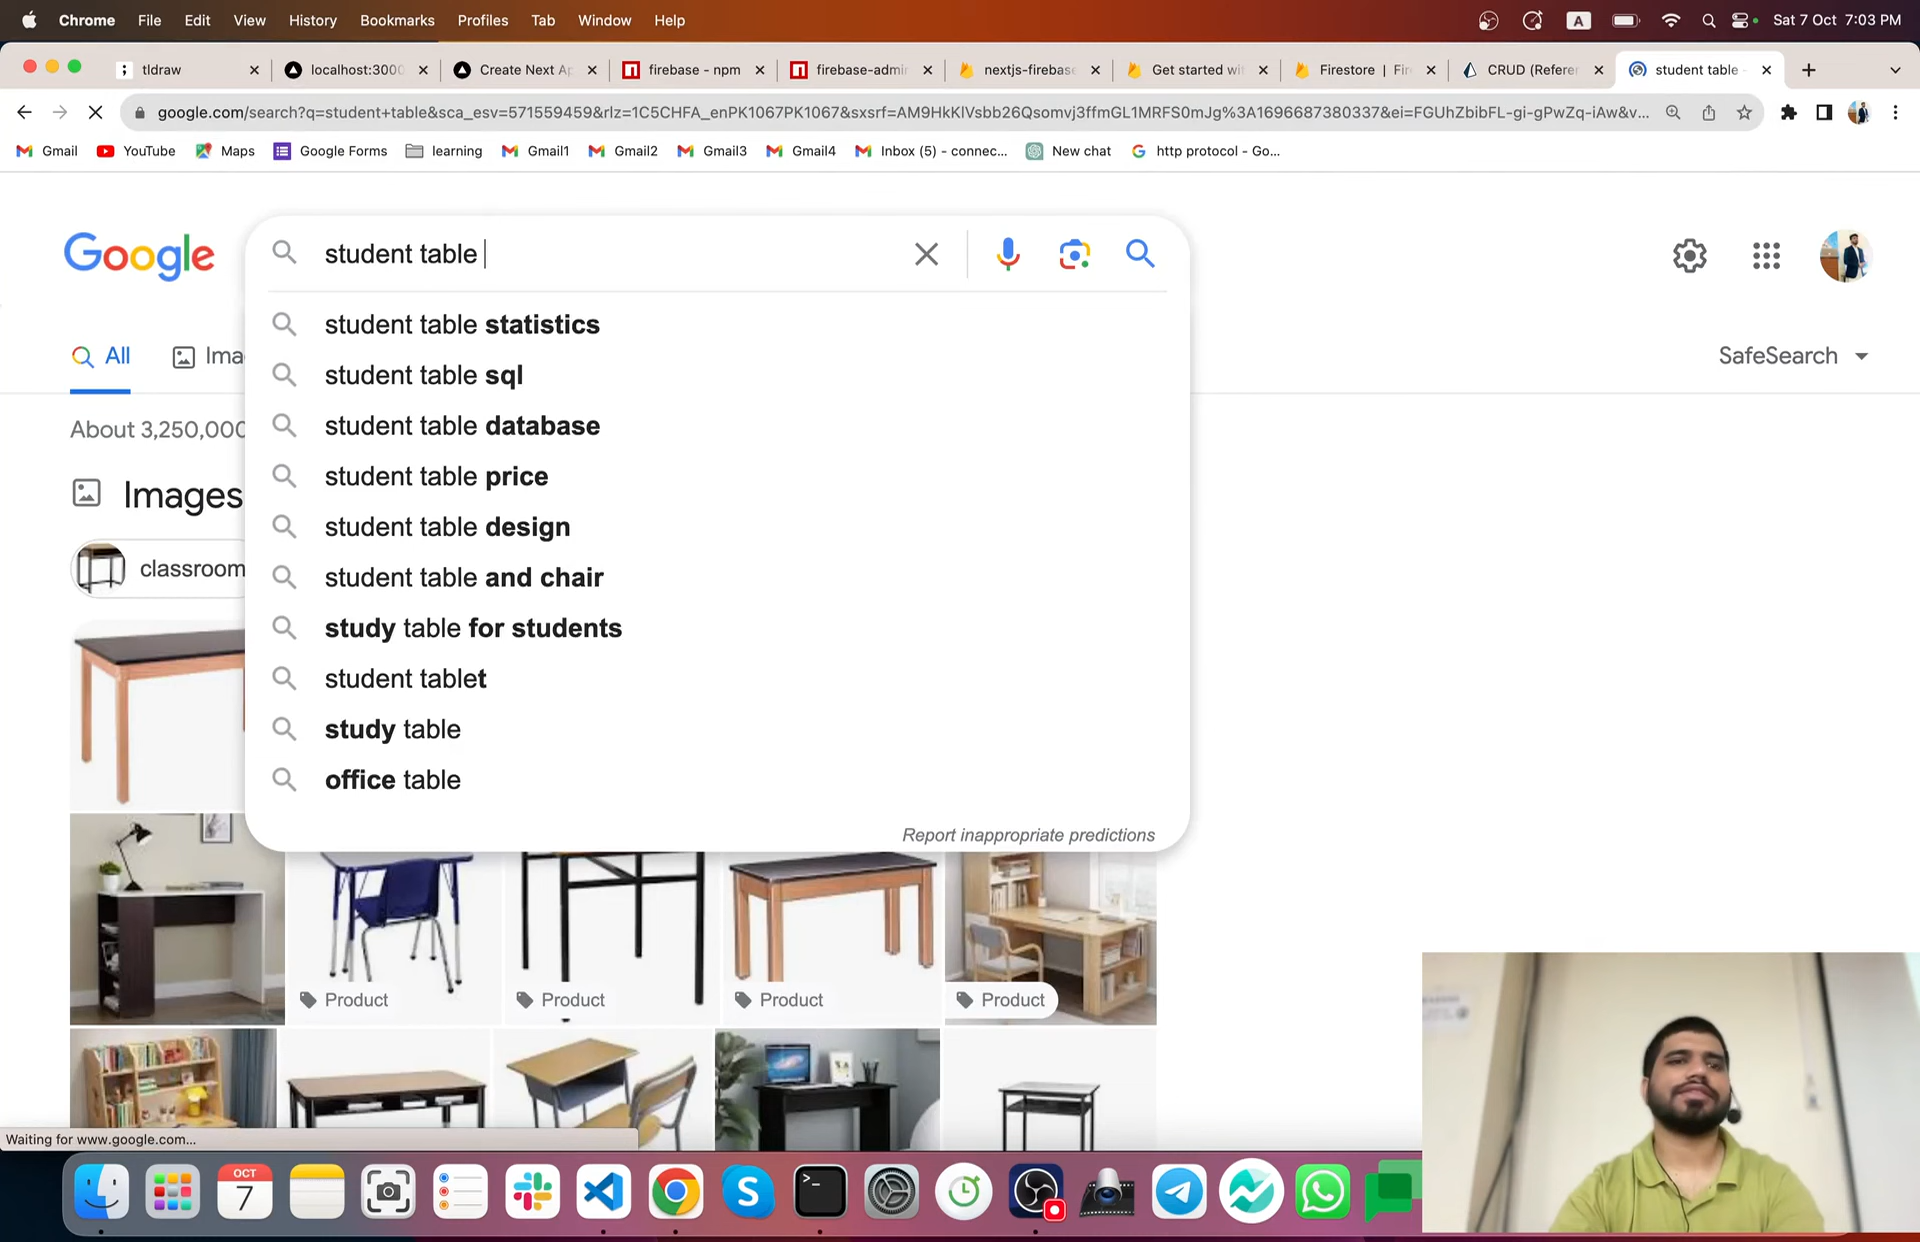 Chrome File Edit View History Bookmarks Profiles Tab Window Help A Sat 7 Oct 7:03 PM
tldraw localhost:3000 Create Next Ap firebase - npm firebase-admin nextjs-firebase Get started wi Firestore | Fir CRUD (Referen student table -
google.com/search?q=student+table&sca_esv=571559459&rlz=1C5CHFA_enPK1067PK1067&sxsrf=AM9HkKlVsbb26Qsomvj3ffmGL1MRFS0mJg%3A1696687380337&ei=FGUhZbibFL-gi-gPwZq-iAw&v...
Gmail YouTube Maps Google Forms learning Gmail1 Gmail2 Gmail3 Gmail4 Inbox (5) - connec... New chat http protocol - Go...
Google student table
student table statistics
All Ima SafeSearch
student table sql
student table database
About 3,250,000
student table price
Images
student table design
classroom
student table and chair
study table for students
student tablet
study table
office table
Report inappropriate predictions
Product Product Product Product
Waiting for www.google.com...
OCT
7